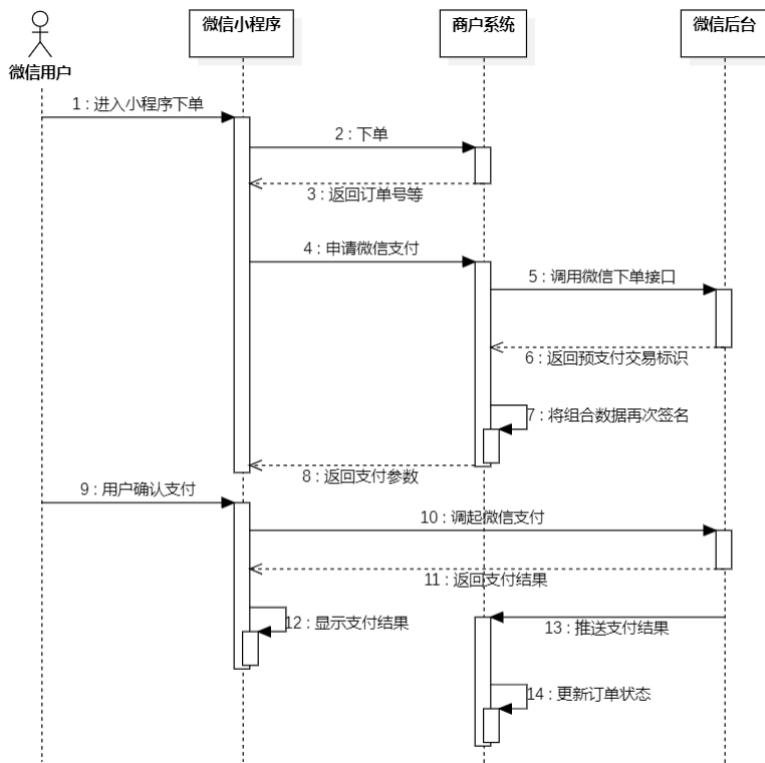 微信小程序
商户系统
微信后台
微信用户
1 : 进入小程序下单
2 : 下单
3 : 返回订单号等
4 : 申请微信支付
5 : 调用微信下单接口
6 : 返回预支付交易标识
7 : 将组合数据再次签名
8 : 返回支付参数
9 : 用户确认支付
10 : 调起微信支付
11 : 返回支付结果
12 : 显示支付结果
13 : 推送支付结果
14 : 更新订单状态